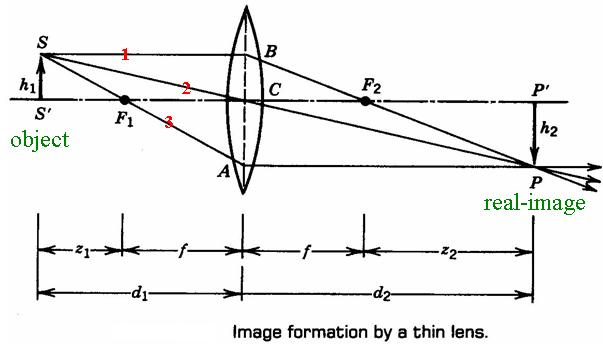 S 1 B
h₁ 2 C F₂ P'
S' F₁ 3 h₂
object A P
real-image
z₁ f f z₂
d₁ d₂
Image formation by a thin lens.